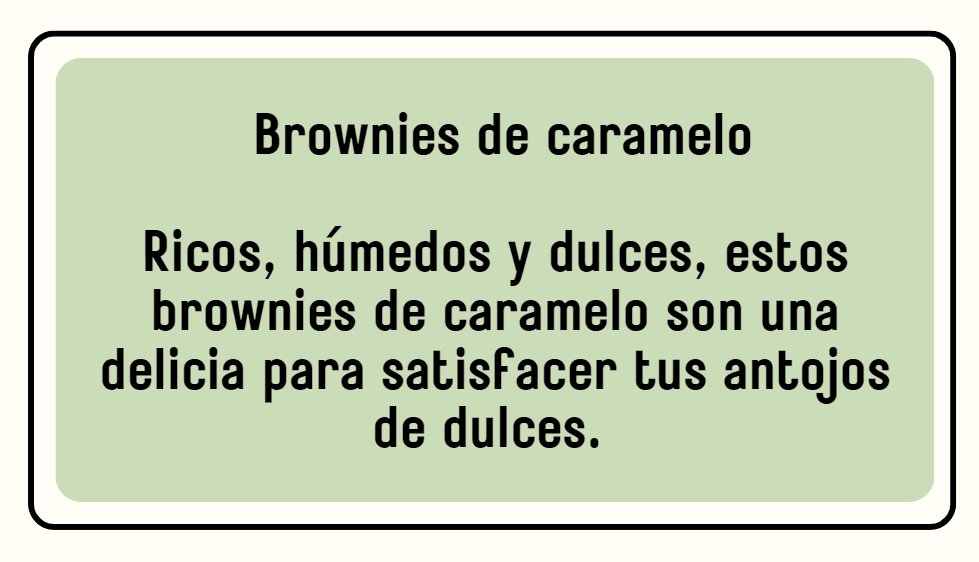 Brownies de caramelo
Ricos, húmedos y dulces, estos
brownies de caramelo son una
delicia para satisfacer tus antojos
de dulces.